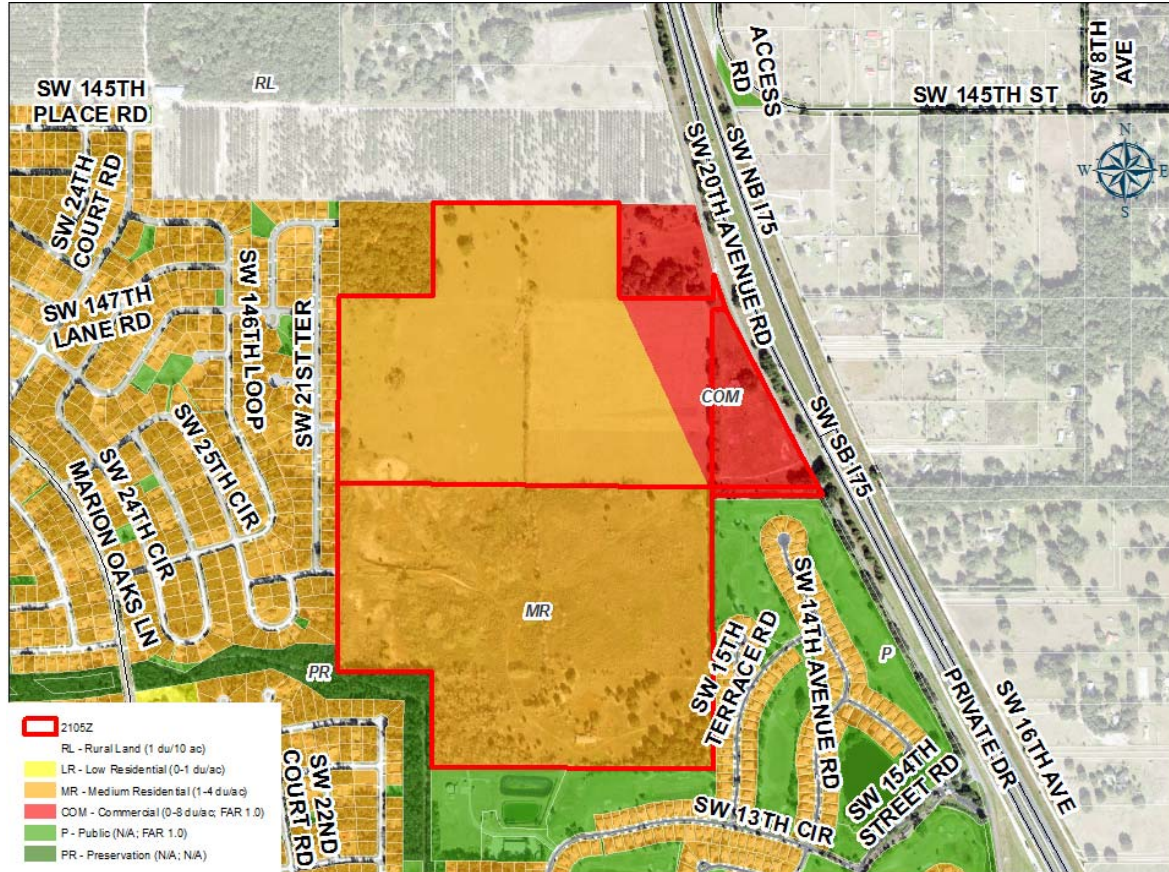 SW 145TH
PLACE RD
RL
ACCESS
RD
SW 145TH ST
SW 8TH
AVE
N
W
E
S
SW 24TH
COURT RD
SW 147TH
LANE RD
SW 146TH LOOP
SW 21ST TER
SW 25TH CIR
SW 24TH CIR
MARION OAKS LN
SW 20TH AVENUE RD
SW NB I75
SW SB I75
COM
MR
PR
P
SW 14TH AVENUE RD
SW 15TH
TERRACE RD
SW 154TH
STREET RD
SW 13TH CIR
PRIVATE DR
SW 16TH AVE
SW 22ND
COURT RD
2105Z
RL - Rural Land (1 du/10 ac)
LR - Low Residential (0-1 du/ac)
MR - Medium Residential (1-4 du/ac)
COM - Commercial (0-8 du/ac; FAR 1.0)
P - Public (N/A; FAR 1.0)
PR - Preservation (N/A; N/A)